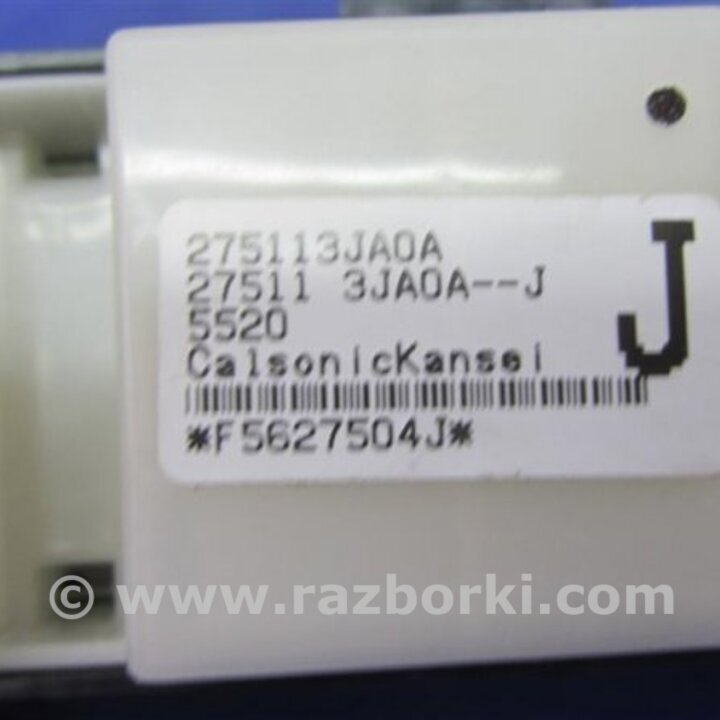 275113JA0A
27511 3JA0A--J
5520
CalsonicKansei
*F5627504J*
J
© www.razborki.com